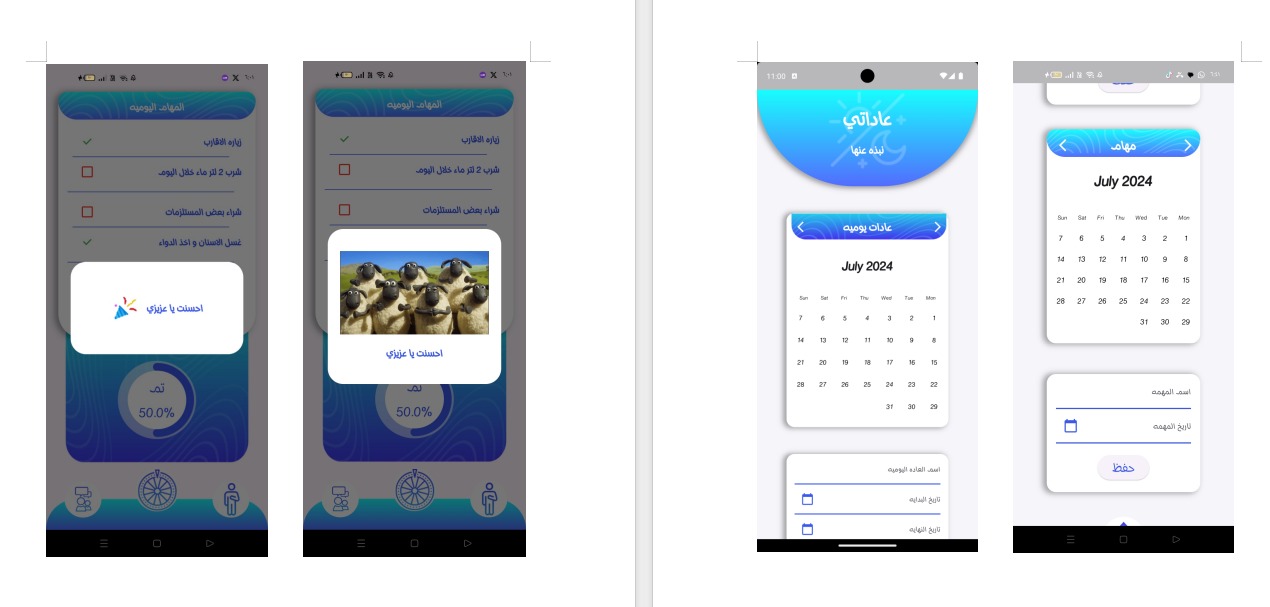 المهام اليوميه
زياره الاقارب
شرب 2 لتر ماء خلال اليوم
شراء بعض المستلزمات
غسل الاسنان و اخذ الدواء
احسنت يا عزيزي
تم
50.0%
المهام اليوميه
زياره الاقارب
شرب 2 لتر ماء خلال اليوم
شراء بعض المستلزمات
احسنت يا عزيزي
تم
50.0%
11:00
عاداتي
نبذه عنها
عادات يوميه
July 2024
Sun Sat Fri Thu Wed Tue Mon
7 6 5 4 3 2 1
14 13 12 11 10 9 8
21 20 19 18 17 16 15
28 27 26 25 24 23 22
31 30 29
اسم العاده اليوميه
تاريخ البدايه
تاريخ النهايه
مهام
July 2024
Sun Sat Fri Thu Wed Tue Mon
7 6 5 4 3 2 1
14 13 12 11 10 9 8
21 20 19 18 17 16 15
28 27 26 25 24 23 22
31 30 29
اسم المهمه
تاريخ المهمه
حفظ